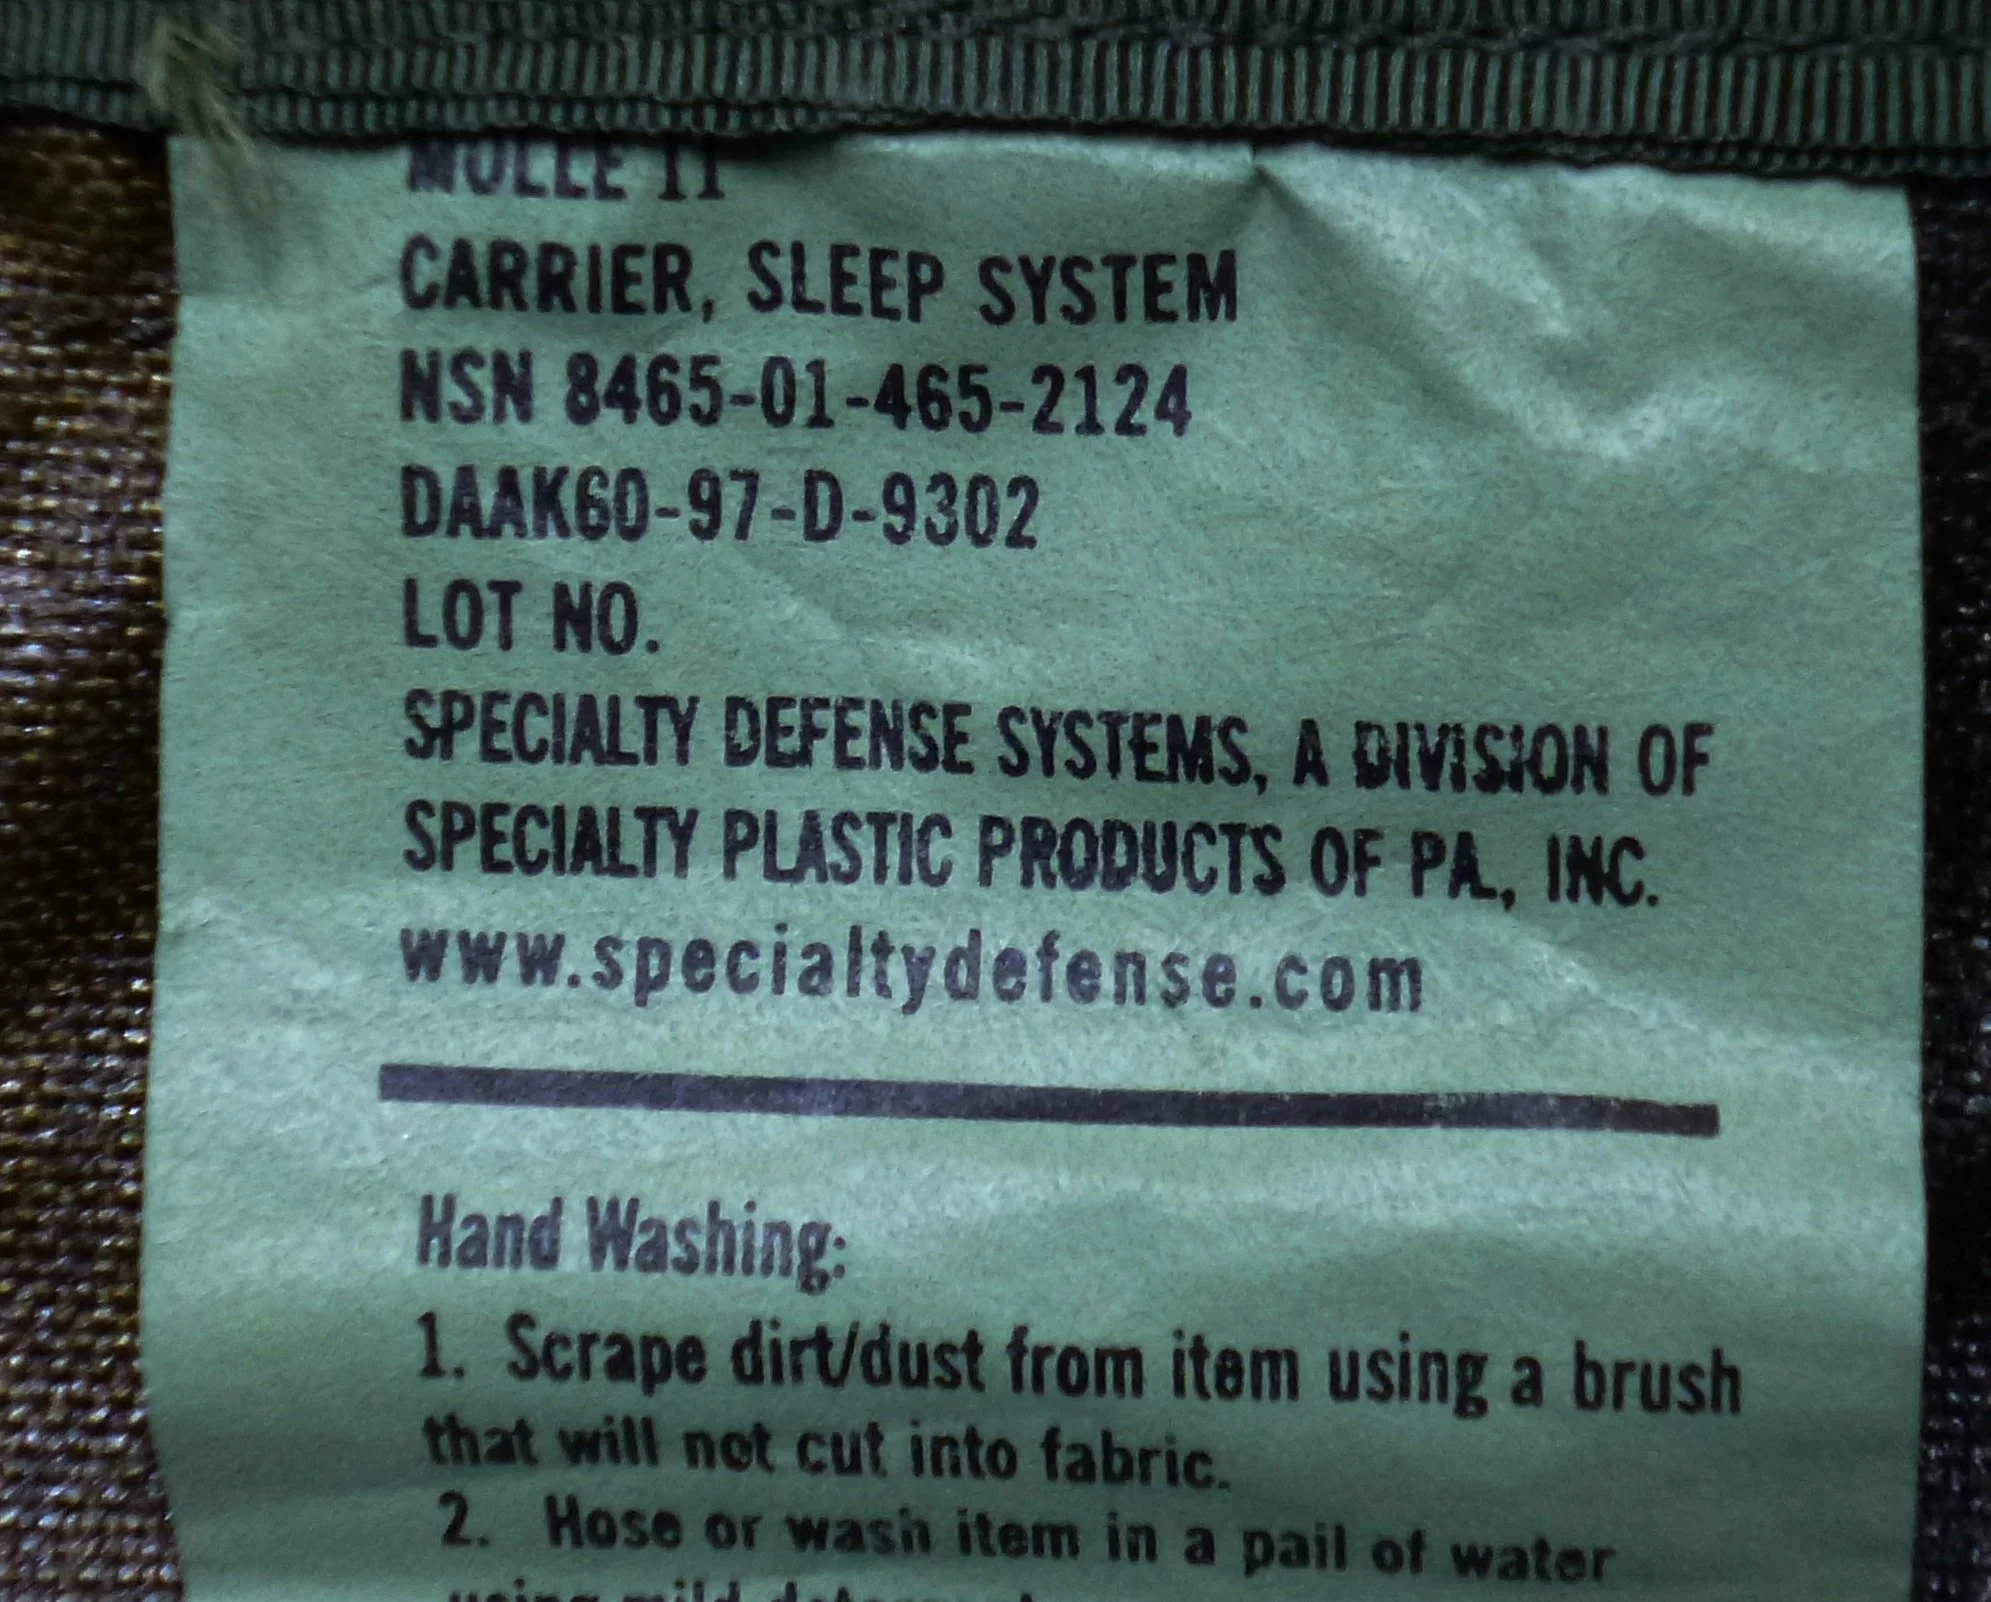 MOLLE II
CARRIER, SLEEP SYSTEM
NSN 8465-01-465-2124
DAAK60-97-D-9302
LOT NO.
SPECIALTY DEFENSE SYSTEMS, A DIVISION OF
SPECIALTY PLASTIC PRODUCTS OF PA., INC.
www.specialtydefense.com
Hand Washing:
1. Scrape dirt/dust from item using a brush
that will not cut into fabric.
2. Hose or wash item in a pail of water
using mild